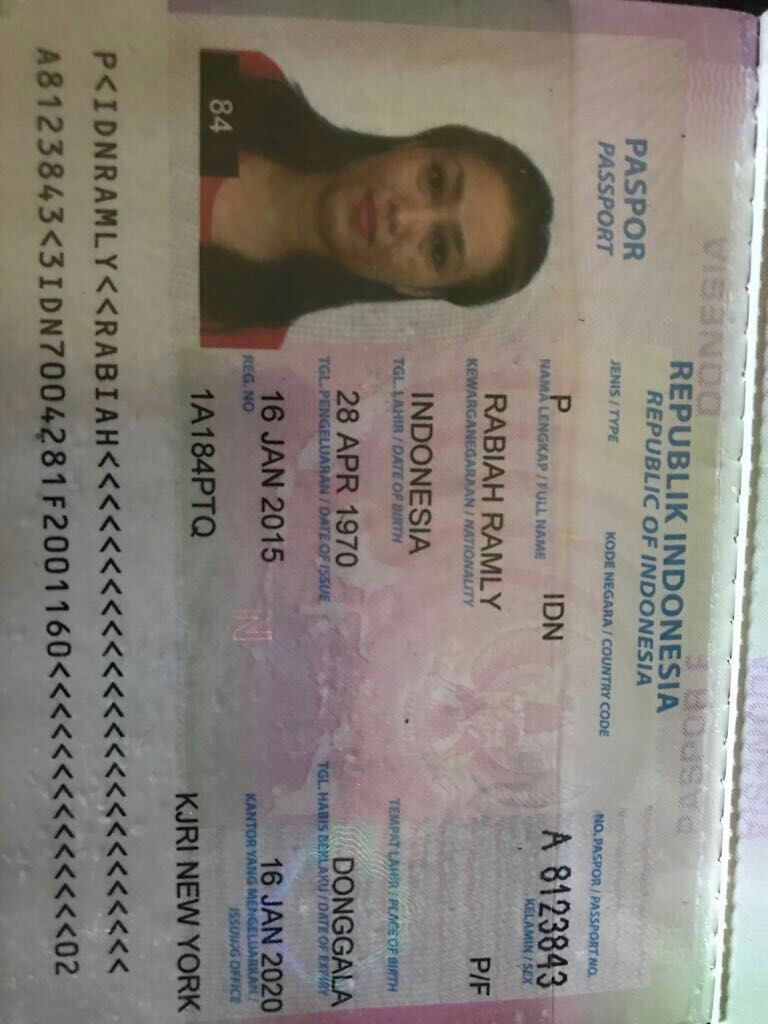 REPUBLIK INDONESIA
REPUBLIC OF INDONESIA
PASPOR
PASSPORT
JENIS / TYPE
KODE NEGARA / COUNTRY CODE
NO. PASPOR / PASSPORT NO.
P
IDN
A 8123843
NAMA LENGKAP / FULL NAME
KELAMIN / SEX
RABIAH RAMLY
P/F
KEWARGANEGARAAN / NATIONALITY
INDONESIA
TGL. LAHIR / DATE OF BIRTH
TEMPAT LAHIR / PLACE OF BIRTH
28 APR 1970
DONGGALA
TGL. PENGELUARAN / DATE OF ISSUE
TGL. HABIS BERLAKU / DATE OF EXPIRY
16 JAN 2015
16 JAN 2020
REG. NO
KANTOR YANG MENGELUARKAN /
ISSUING OFFICE
1A184PTQ
KJRI NEW YORK
84
P<IDNRAMLY<<RABIAH<<<<<<<<<<<<<<<<<<<<<<<<<<
A8123843<3IDN7004281F2001160<<<<<<<<<<<<<<02